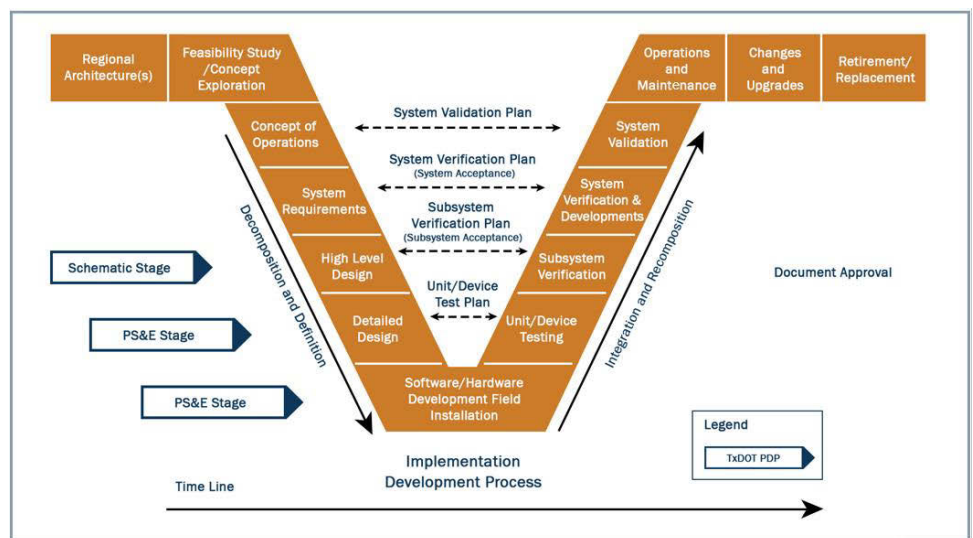 Regional
Architecture(s)
Feasibility Study
/Concept
Exploration
Operations
and
Maintenance
Changes
and
Upgrades
Retirement/
Replacement
Concept of
Operations
System Validation Plan
System
Validation
System
Requirements
System Verification Plan
(System Acceptance)
System
Verification &
Developments
High Level
Design
Subsystem
Verification Plan
(Subsystem Acceptance)
Subsystem
Verification
Detailed
Design
Unit/Device
Test Plan
Unit/Device
Testing
Software/Hardware
Development Field
Installation
Decomposition and Definition
Integration and Recomposition
Schematic Stage
PS&E Stage
PS&E Stage
Document Approval
Legend
TxDOT PDP
Implementation
Development Process
Time Line